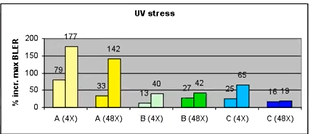 UV stress
% incr. max BLER
200
150
100
50
0
79
177
33
142
13
40
27
42
25
65
16
19
A (4X)
A (48X)
B (4X)
B (48X)
C (4X)
C (48X)